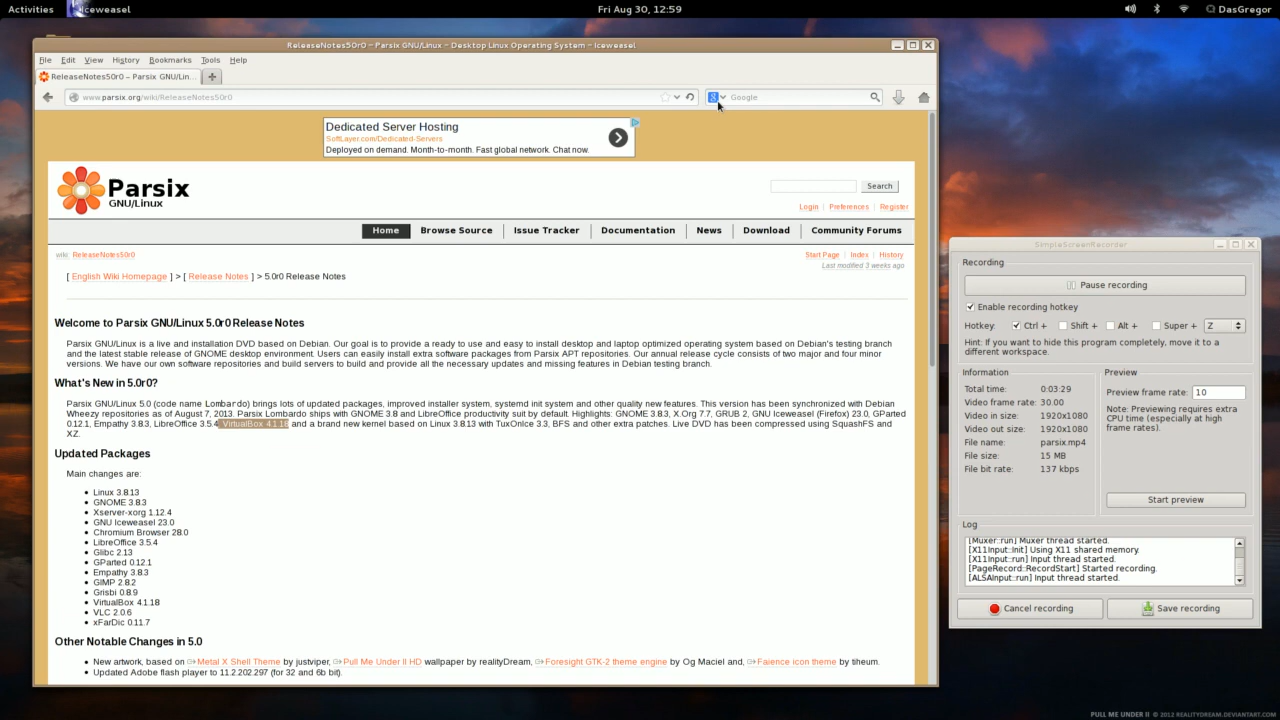 Activities Iceweasel Fri Aug 30, 12:59 DasGregor
ReleaseNotes50r0 – Parsix GNU/Linux – Desktop Linux Operating System – Iceweasel
File Edit View History Bookmarks Tools Help
ReleaseNotes50r0 – Parsix GNU/Lin...
www.parsix.org/wiki/ReleaseNotes50r0 Google
Dedicated Server Hosting
SoftLayer.com/Dedicated-Servers
Deployed on demand. Month-to-month. Fast global network. Chat now.
Parsix
GNU/Linux
Search
Login Preferences Register
Home Browse Source Issue Tracker Documentation News Download Community Forums
wiki: ReleaseNotes50r0 Start Page Index History
Last modified 3 weeks ago
[ English Wiki Homepage ] > [ Release Notes ] > 5.0r0 Release Notes
Welcome to Parsix GNU/Linux 5.0r0 Release Notes
Parsix GNU/Linux is a live and installation DVD based on Debian. Our goal is to provide a ready to use and easy to install desktop and laptop optimized operating system based on Debian's testing branch
and the latest stable release of GNOME desktop environment. Users can easily install extra software packages from Parsix APT repositories. Our annual release cycle consists of two major and four minor
versions. We have our own software repositories and build servers to build and provide all the necessary updates and missing features in Debian testing branch.
What's New in 5.0r0?
Parsix GNU/Linux 5.0 (code name Lombardo) brings lots of updated packages, improved installer system, systemd init system and other quality new features. This version has been synchronized with Debian
Wheezy repositories as of August 7, 2013. Parsix Lombardo ships with GNOME 3.8 and LibreOffice productivity suit by default. Highlights: GNOME 3.8.3, X.Org 7.7, GRUB 2, GNU Iceweasel (Firefox) 23.0, GParted
0.12.1, Empathy 3.8.3, LibreOffice 3.5.4 VirtualBox 4.1.18 and a brand new kernel based on Linux 3.8.13 with TuxOnIce 3.3, BFS and other extra patches. Live DVD has been compressed using SquashFS and
XZ.
Updated Packages
Main changes are:
Linux 3.8.13
GNOME 3.8.3
Xserver-xorg 1.12.4
GNU Iceweasel 23.0
Chromium Browser 28.0
LibreOffice 3.5.4
Glibc 2.13
GParted 0.12.1
Empathy 3.8.3
GIMP 2.8.2
Grisbi 0.8.9
VirtualBox 4.1.18
VLC 2.0.6
xFarDic 0.11.7
Other Notable Changes in 5.0
New artwork, based on Metal X Shell Theme by justviper, Pull Me Under II HD wallpaper by realityDream, Foresight GTK-2 theme engine by Og Maciel and, Faience icon theme by tiheum.
Updated Adobe flash player to 11.2.202.297 (for 32 and 6b bit).
SimpleScreenRecorder
Recording
Pause recording
Enable recording hotkey
Hotkey: Ctrl + Shift + Alt + Super + Z
Hint: If you want to hide this program completely, move it to a
different workspace.
Information
Total time: 0:03:29
Video frame rate: 30.00
Video in size: 1920x1080
Video out size: 1920x1080
File name: parsix.mp4
File size: 15 MB
File bit rate: 137 kbps
Preview
Preview frame rate: 10
Note: Previewing requires extra
CPU time (especially at high
frame rates).
Start preview
Log
[Muxer::run] Muxer thread started.
[X11Input::Init] Using X11 shared memory.
[X11Input::run] Input thread started.
[PageRecord::RecordStart] Started recording.
[ALSAInput::run] Input thread started.
Cancel recording Save recording
PULL ME UNDER II © 2012 REALITYDREAM.DEVIANTART.COM